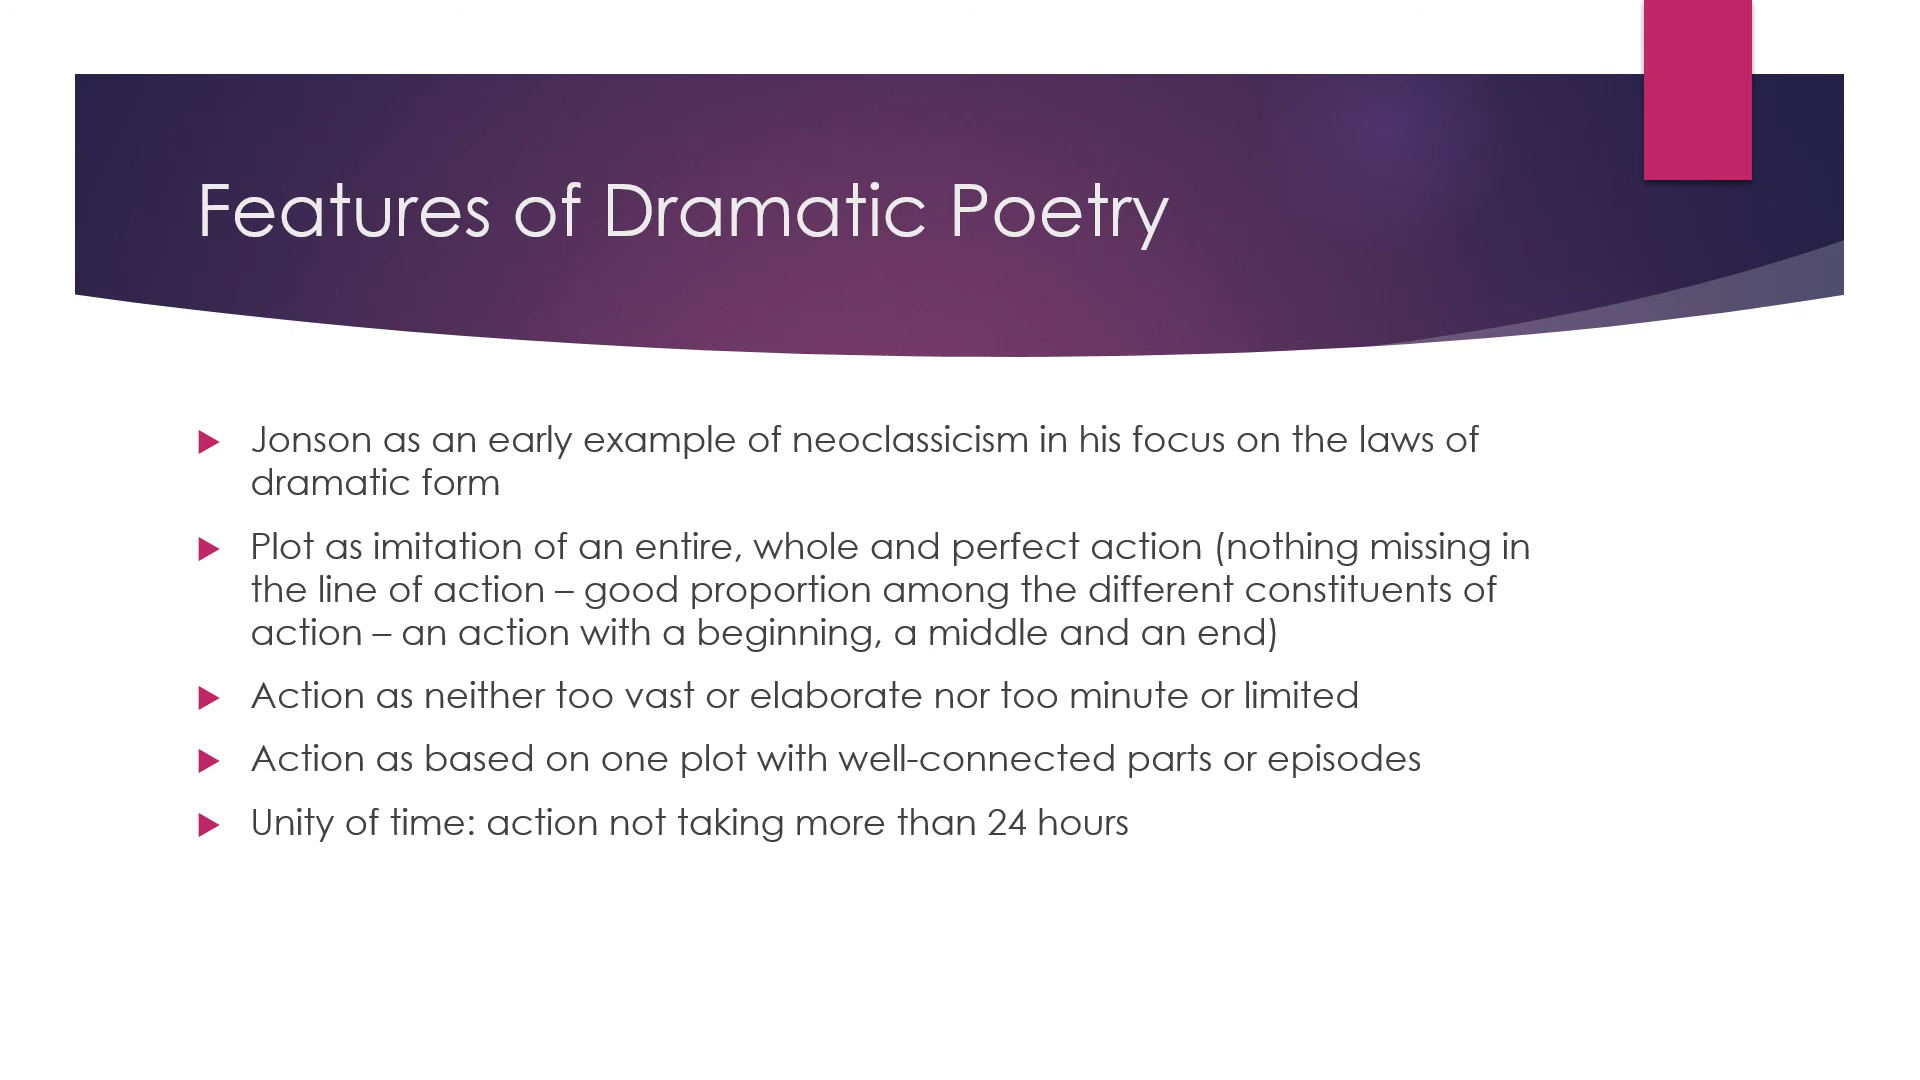 Features of Dramatic Poetry
Jonson as an early example of neoclassicism in his focus on the laws of
dramatic form
Plot as imitation of an entire, whole and perfect action (nothing missing in
the line of action – good proportion among the different constituents of
action – an action with a beginning, a middle and an end)
Action as neither too vast or elaborate nor too minute or limited
Action as based on one plot with well-connected parts or episodes
Unity of time: action not taking more than 24 hours